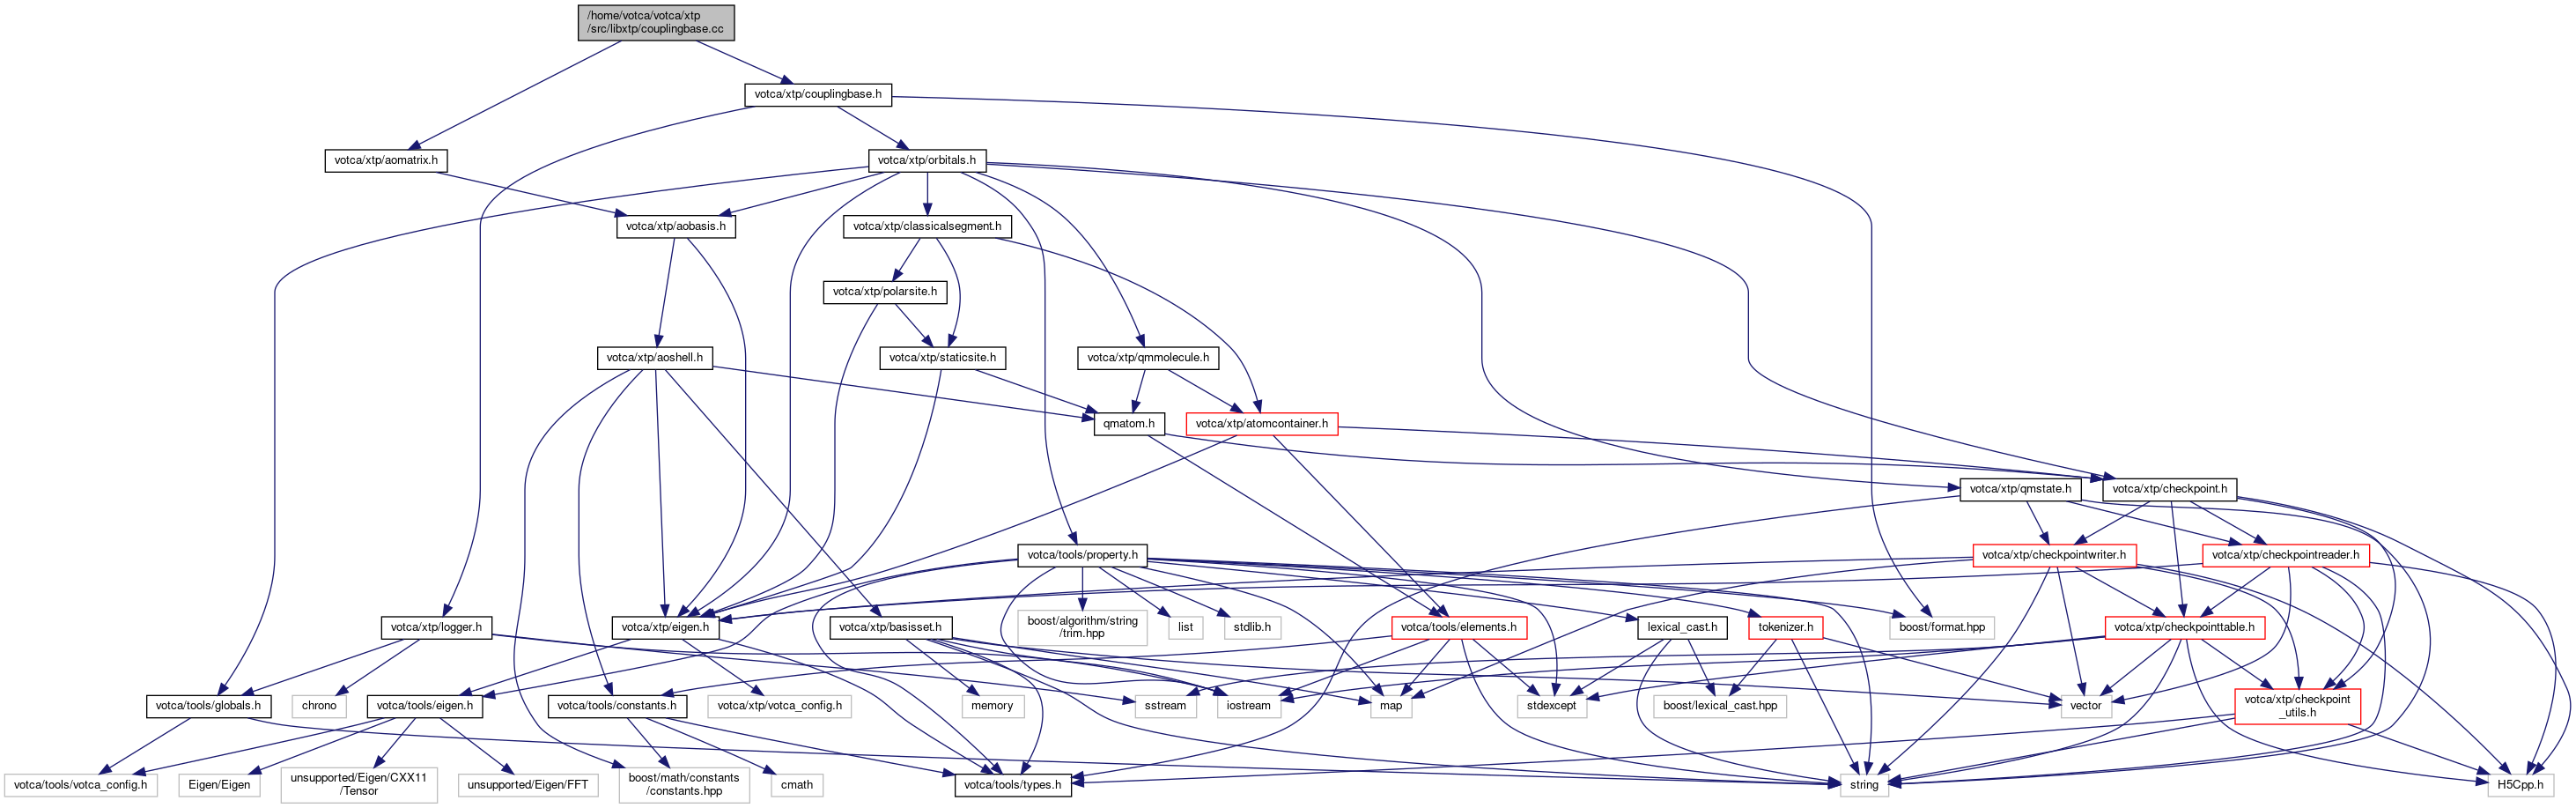 /home/votca/votca/xtp
/src/libxtp/couplingbase.cc
votca/xtp/couplingbase.h
votca/xtp/aomatrix.h
votca/xtp/orbitals.h
votca/xtp/aobasis.h
votca/xtp/classicalsegment.h
votca/xtp/polarsite.h
votca/xtp/aoshell.h
votca/xtp/staticsite.h
votca/xtp/qmmolecule.h
qmatom.h
votca/xtp/atomcontainer.h
votca/xtp/qmstate.h
votca/xtp/checkpoint.h
votca/tools/property.h
votca/xtp/checkpointwriter.h
votca/xtp/checkpointreader.h
votca/xtp/logger.h
votca/xtp/eigen.h
votca/xtp/basisset.h
boost/algorithm/string
/trim.hpp
list
stdlib.h
votca/tools/elements.h
lexical_cast.h
tokenizer.h
boost/format.hpp
votca/xtp/checkpointtable.h
votca/tools/globals.h
chrono
votca/tools/eigen.h
votca/tools/constants.h
votca/xtp/votca_config.h
memory
sstream
iostream
map
stdexcept
boost/lexical_cast.hpp
vector
votca/xtp/checkpoint
_utils.h
votca/tools/votca_config.h
Eigen/Eigen
unsupported/Eigen/CXX11
/Tensor
unsupported/Eigen/FFT
boost/math/constants
/constants.hpp
cmath
votca/tools/types.h
string
H5Cpp.h